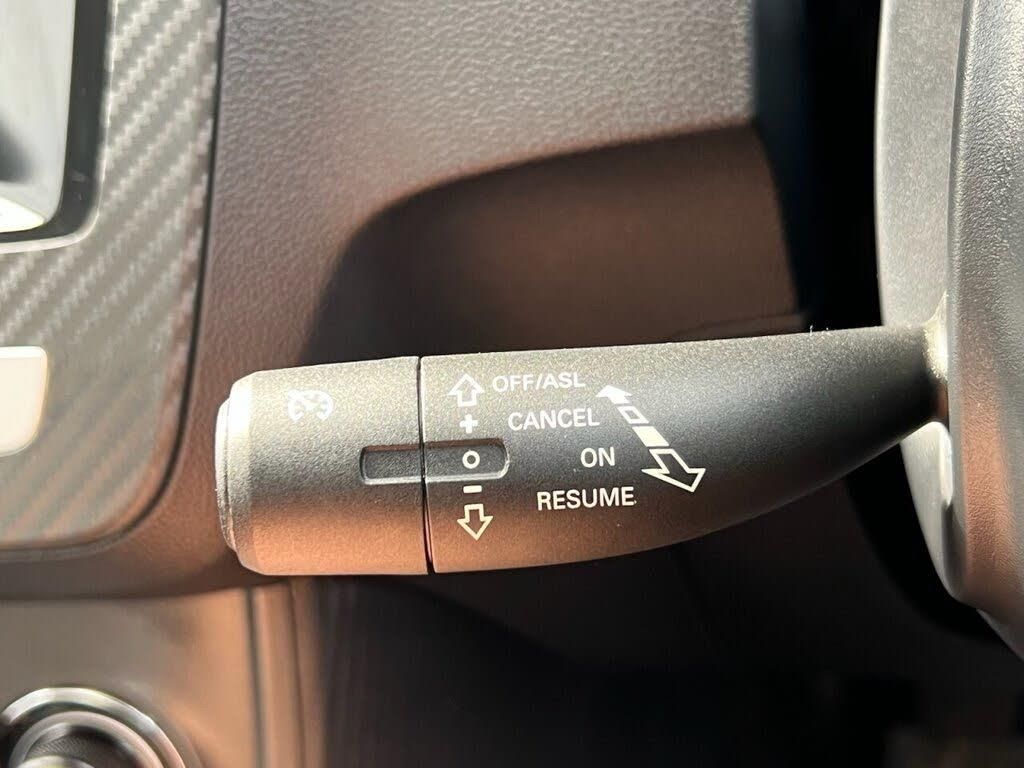 OFF/ASL
+ CANCEL
ON
- RESUME